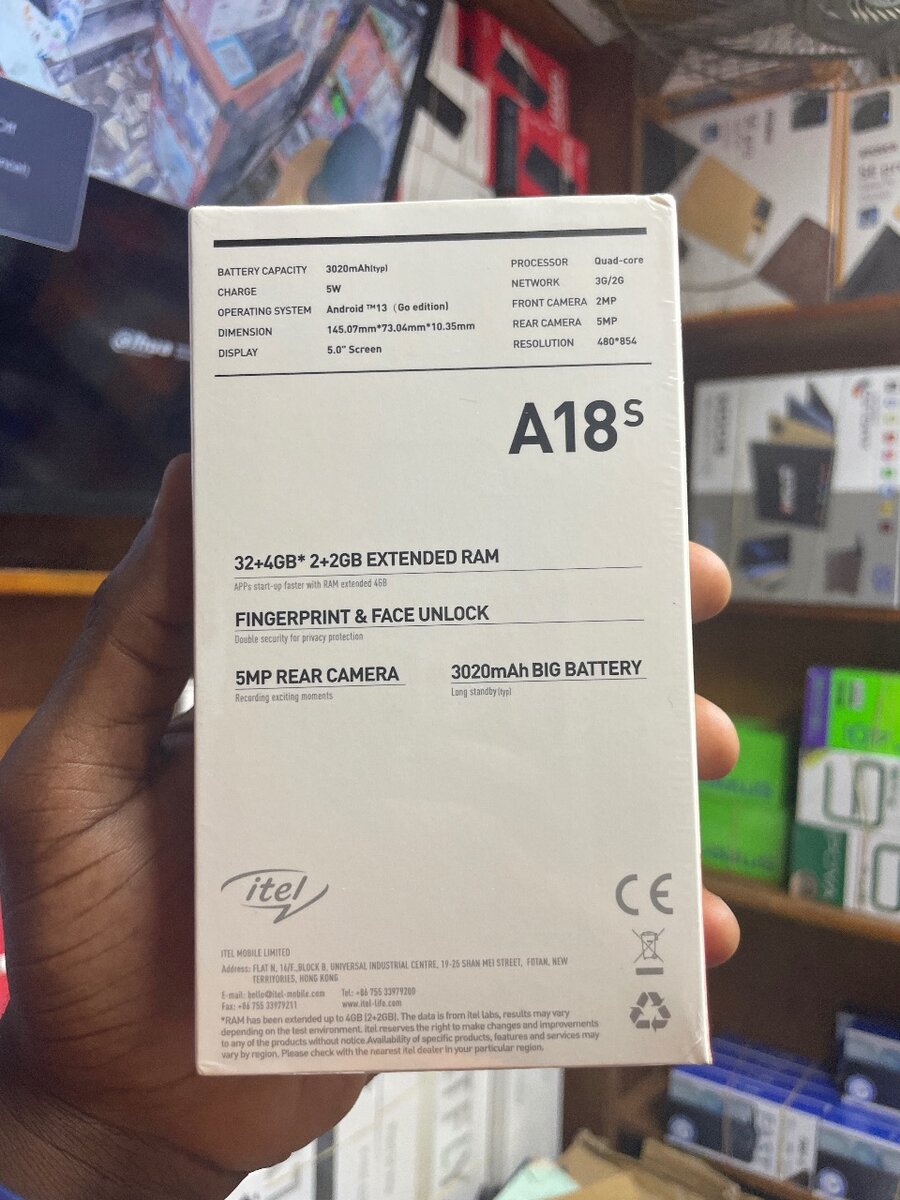 BATTERY CAPACITY 3020mAh(typ)
CHARGE 5W
OPERATING SYSTEM Android ™13 (Go edition)
DIMENSION 145.07mm*73.04mm*10.35mm
DISPLAY 5.0" Screen
PROCESSOR Quad-core
NETWORK 3G/2G
FRONT CAMERA 2MP
REAR CAMERA 5MP
RESOLUTION 480*854
A18S
32+4GB* 2+2GB EXTENDED RAM
APPs start-up faster with RAM extended 4GB
FINGERPRINT & FACE UNLOCK
Double security for privacy protection
5MP REAR CAMERA
Recording exciting moments
3020mAh BIG BATTERY
Long standby(typ)
itel
CE
ITEL MOBILE LIMITED
Address: FLAT N, 16/F.,BLOCK B, UNIVERSAL INDUSTRIAL CENTRE, 19-25 SHAN MEI STREET, FOTAN, NEW
TERRITORIES, HONG KONG
E-mail: hello@itel-mobile.com Tel: +86 755 33979200
Fax: +86 755 33979211 www.itel-life.com
*RAM has been extended up to 4GB (2+2GB). The data is from itel labs, results may vary
depending on the test environment. itel reserves the right to make changes and improvements
to any of the products without notice.Availability of specific products, features and services may
vary by region. Please check with the nearest itel dealer in your particular region.